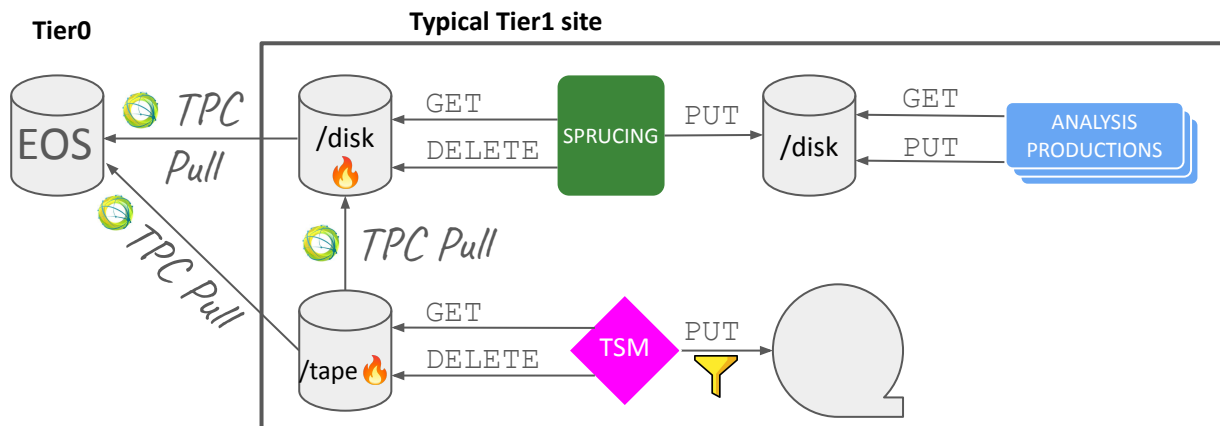 Typical Tier1 site
Tier0
GET
TPC
PUT
GET
EOS
/disk
SPRUCING
/disk
ANALYSIS
PRODUCTIONS
DELETE
PUT
Pull
TPC Pull
TPC Pull
GET
PUT
TSM
/tape
DELETE